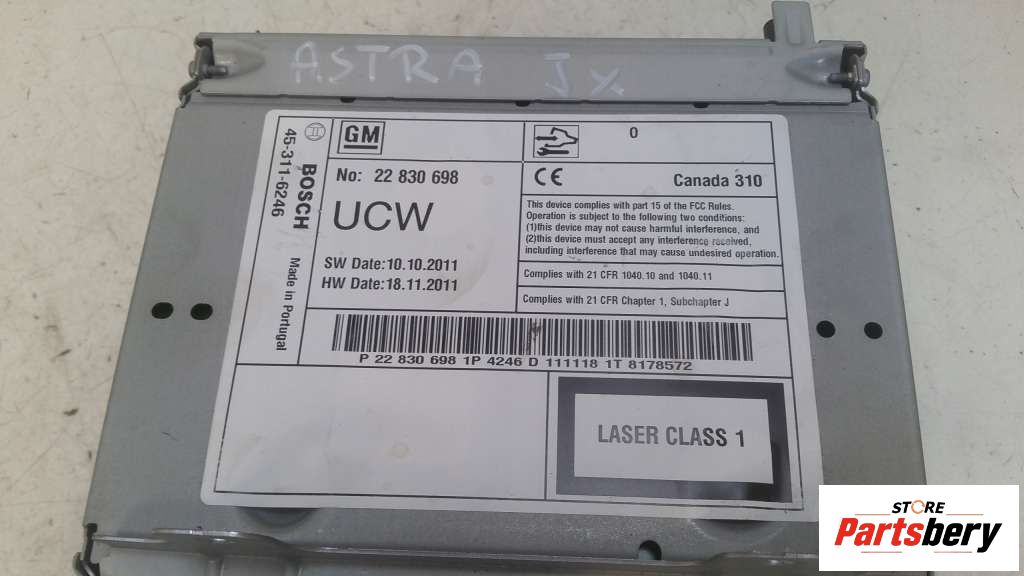 ASTRA Jx
GM
0
BOSCH
45-311-6246
Made in Portugal
No: 22 830 698
UCW
SW Date:10.10.2011
HW Date:18.11.2011
CE
Canada 310
This device complies with part 15 of the FCC Rules.
Operation is subject to the following two conditions:
(1)this device may not cause harmful interference, and
(2)this device must accept any interference received,
including interference that may cause undesired operation.
Complies with 21 CFR 1040.10 and 1040.11
Complies with 21 CFR Chapter 1, Subchapter J
P 22 830 698 1P 4246 D 111118 1T 8178572
LASER CLASS 1
STORE
Partsbery